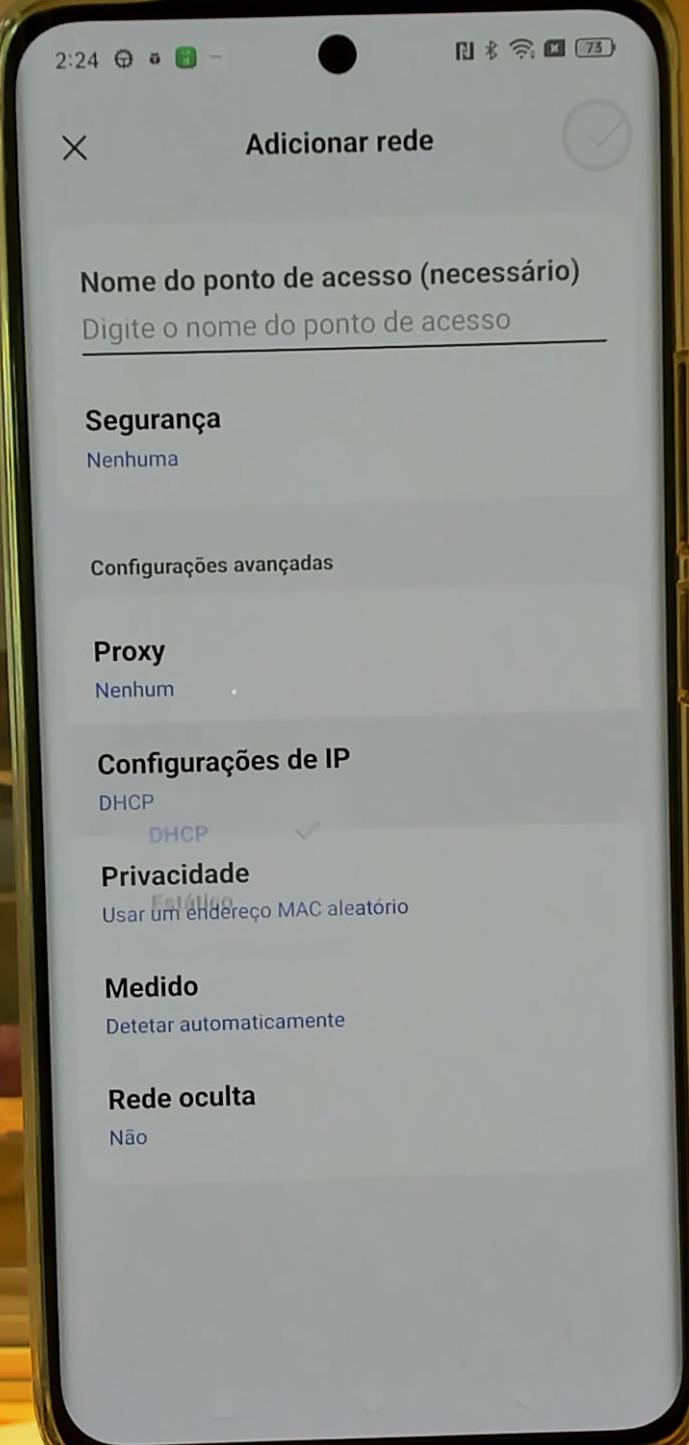 2:24
73
Adicionar rede
Nome do ponto de acesso (necessário)
Digite o nome do ponto de acesso
Segurança
Nenhuma
Configurações avançadas
Proxy
Nenhum
Configurações de IP
DHCP
DHCP
Privacidade
Estático
Usar um endereço MAC aleatório
Medido
Detetar automaticamente
Rede oculta
Não